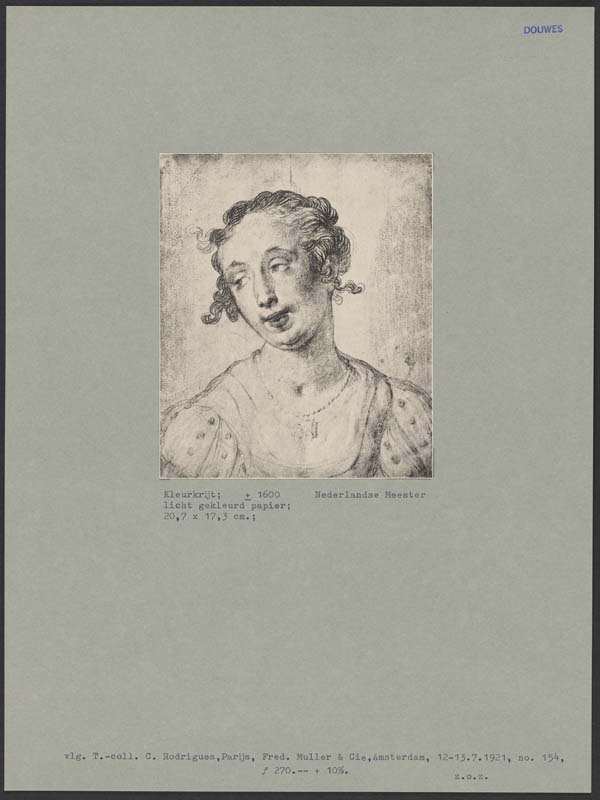 DOUWES
Kleurkrijt; ± 1600 Nederlandse Meester
licht gekleurd papier;
20,7 x 17,3 cm.;
vlg. T.-coll. C. Rodrigues,Parijs, Fred. Muller & Cie,Amsterdam, 12-13.7.1921, no. 154,
ƒ 270.-- + 10%.
z.o.z.